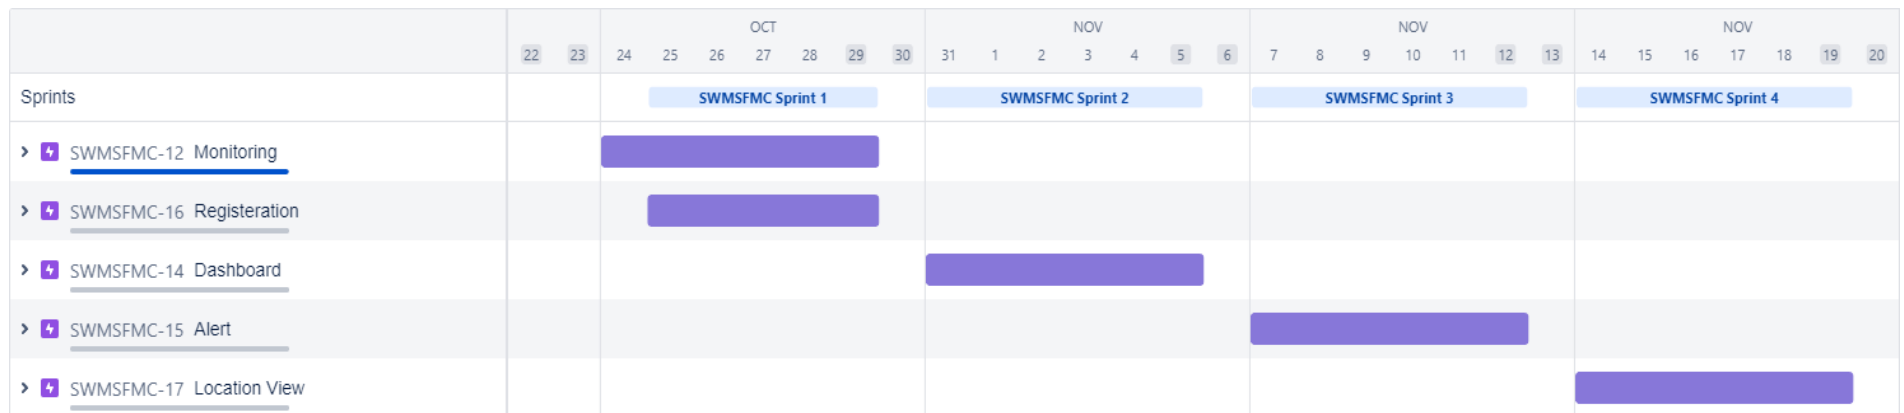 OCT NOV NOV NOV
22 23 24 25 26 27 28 29 30 31 1 2 3 4 5 6 7 8 9 10 11 12 13 14 15 16 17 18 19 20
Sprints SWMSFMC Sprint 1 SWMSFMC Sprint 2 SWMSFMC Sprint 3 SWMSFMC Sprint 4
SWMSFMC-12 Monitoring
SWMSFMC-16 Registeration
SWMSFMC-14 Dashboard
SWMSFMC-15 Alert
SWMSFMC-17 Location View